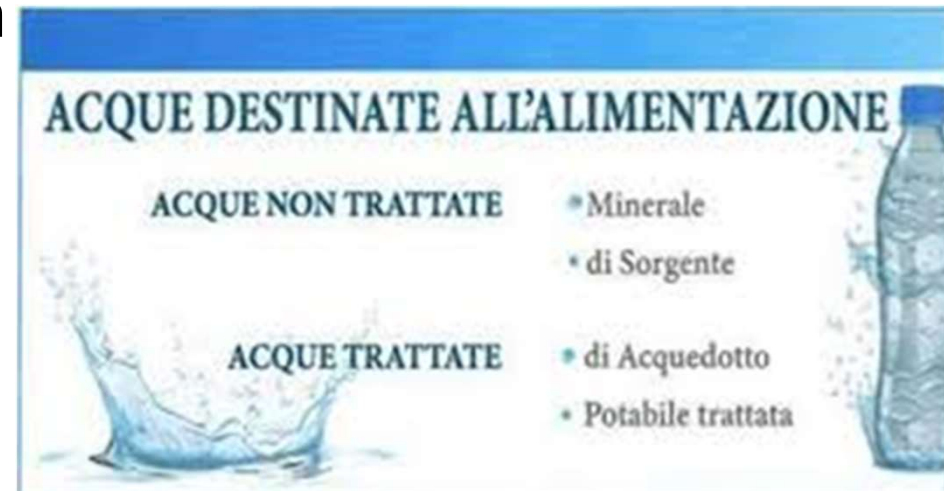 ACQUE DESTINATE ALL'ALIMENTAZIONE
ACQUE NON TRATTATE • Minerale
• di Sorgente
ACQUE TRATTATE • di Acquedotto
• Potabile trattata